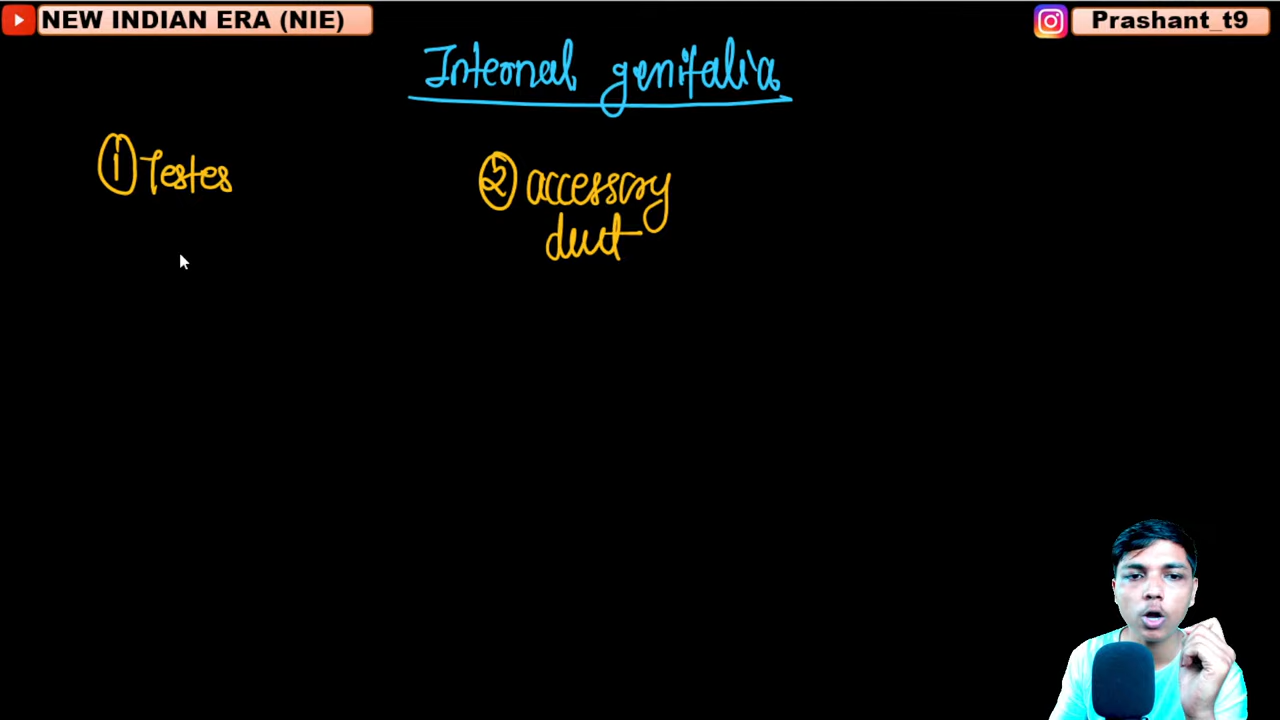 NEW INDIAN ERA (NIE)
Prashant_t9
Internal genitalia
① Testes
② accessory
duct